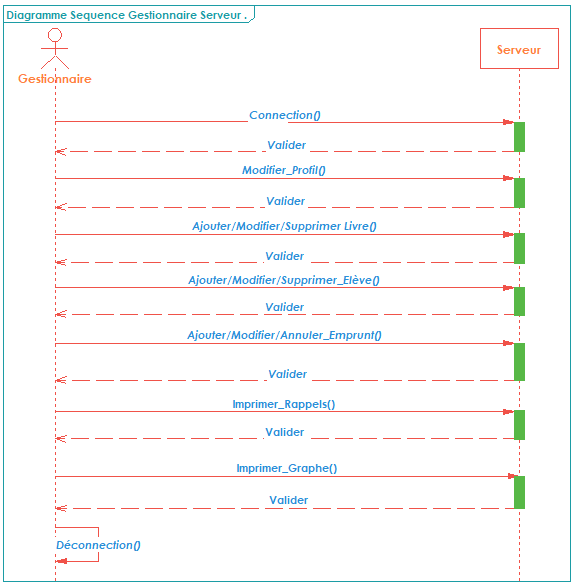 Diagramme Sequence Gestionnaire Serveur .
Gestionnaire
Serveur
Connection()
Valider
Modifier_Profil()
Valider
Ajouter/Modifier/Supprimer Livre()
Valider
Ajouter/Modifier/Supprimer_Elève()
Valider
Ajouter/Modifier/Annuler_Emprunt()
Valider
Imprimer_Rappels()
Valider
Imprimer_Graphe()
Valider
Déconnection()